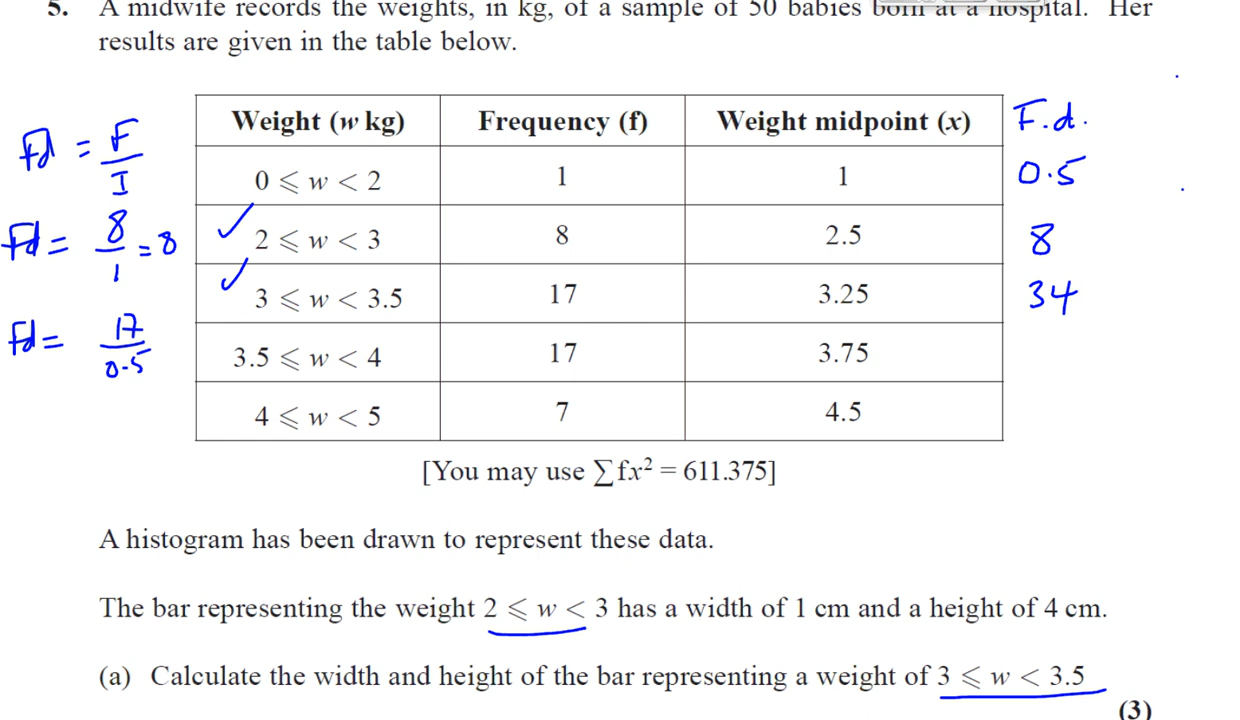 5. A midwife records the weights, in kg, of a sample of 50 babies born at a hospital. Her
results are given in the table below.
Weight (w kg) Frequency (f) Weight midpoint (x) F.d.
0 ⩽ w < 2 1 1 0.5
2 ⩽ w < 3 8 2.5 8
3 ⩽ w < 3.5 17 3.25 34
3.5 ⩽ w < 4 17 3.75
4 ⩽ w < 5 7 4.5
Fd = F/I
Fd = 8/1 = 8
Fd = 17/0.5
[You may use ∑fx² = 611.375]
A histogram has been drawn to represent these data.
The bar representing the weight 2 ⩽ w < 3 has a width of 1 cm and a height of 4 cm.
(a) Calculate the width and height of the bar representing a weight of 3 ⩽ w < 3.5
(3)